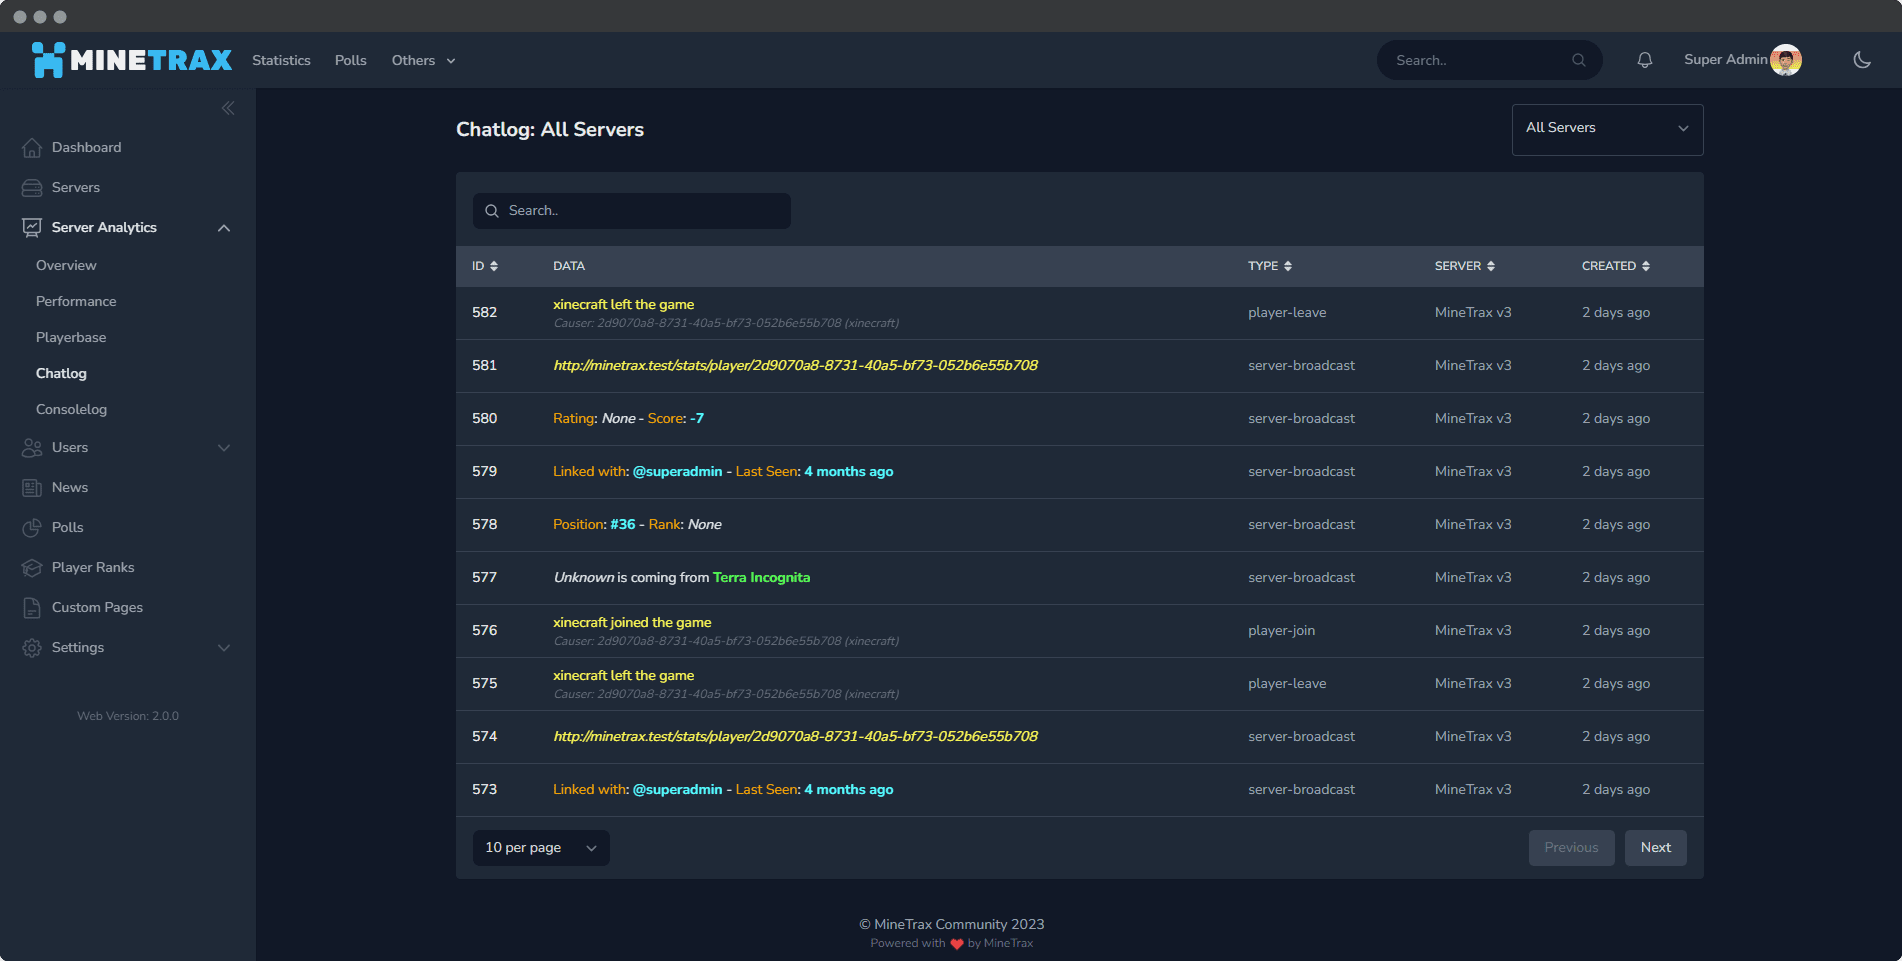 MINETRAX
Statistics
Polls
Others
Search..
Super Admin
Dashboard
Servers
Server Analytics
Overview
Performance
Playerbase
Chatlog
Consolelog
Users
News
Polls
Player Ranks
Custom Pages
Settings
Web Version: 2.0.0
Chatlog: All Servers
All Servers
Search..
ID DATA TYPE SERVER CREATED
582 xinecraft left the game player-leave MineTrax v3 2 days ago
Causer: 2d9070a8-8731-40a5-bf73-052b6e55b708 (xinecraft)
581 http://minetrax.test/stats/player/2d9070a8-8731-40a5-bf73-052b6e55b708 server-broadcast MineTrax v3 2 days ago
580 Rating: None - Score: -7 server-broadcast MineTrax v3 2 days ago
579 Linked with: @superadmin - Last Seen: 4 months ago server-broadcast MineTrax v3 2 days ago
578 Position: #36 - Rank: None server-broadcast MineTrax v3 2 days ago
577 Unknown is coming from Terra Incognita server-broadcast MineTrax v3 2 days ago
576 xinecraft joined the game player-join MineTrax v3 2 days ago
Causer: 2d9070a8-8731-40a5-bf73-052b6e55b708 (xinecraft)
575 xinecraft left the game player-leave MineTrax v3 2 days ago
Causer: 2d9070a8-8731-40a5-bf73-052b6e55b708 (xinecraft)
574 http://minetrax.test/stats/player/2d9070a8-8731-40a5-bf73-052b6e55b708 server-broadcast MineTrax v3 2 days ago
573 Linked with: @superadmin - Last Seen: 4 months ago server-broadcast MineTrax v3 2 days ago
10 per page
Previous
Next
© MineTrax Community 2023
Powered with ❤ by MineTrax